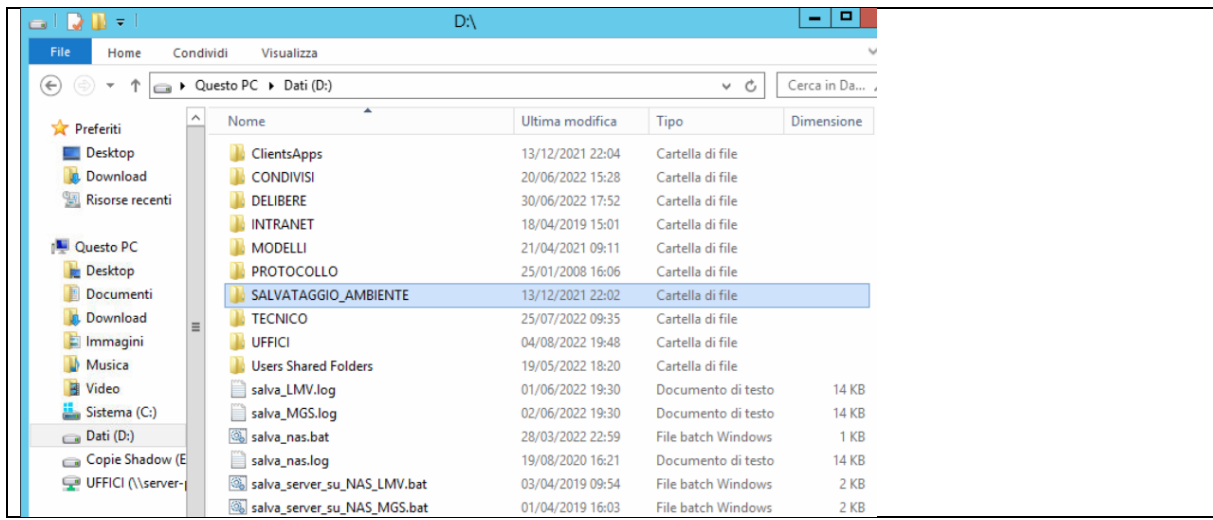 D:\
File Home Condividi Visualizza
Questo PC Dati (D:) Cerca in Da...
Nome Ultima modifica Tipo Dimensione
Preferiti
Desktop
Download
Risorse recenti
Questo PC
Desktop
Documenti
Download
Immagini
Musica
Video
Sistema (C:)
Dati (D:)
Copie Shadow (E
UFFICI (\\server-
ClientsApps 13/12/2021 22:04 Cartella di file
CONDIVISI 20/06/2022 15:28 Cartella di file
DELIBERE 30/06/2022 17:52 Cartella di file
INTRANET 18/04/2019 15:01 Cartella di file
MODELLI 21/04/2021 09:11 Cartella di file
PROTOCOLLO 25/01/2008 16:06 Cartella di file
SALVATAGGIO_AMBIENTE 13/12/2021 22:02 Cartella di file
TECNICO 25/07/2022 09:35 Cartella di file
UFFICI 04/08/2022 19:48 Cartella di file
Users Shared Folders 19/05/2022 18:20 Cartella di file
salva_LMV.log 01/06/2022 19:30 Documento di testo 14 KB
salva_MGS.log 02/06/2022 19:30 Documento di testo 14 KB
salva_nas.bat 28/03/2022 22:59 File batch Windows 1 KB
salva_nas.log 19/08/2020 16:21 Documento di testo 14 KB
salva_server_su_NAS_LMV.bat 03/04/2019 09:54 File batch Windows 2 KB
salva_server_su_NAS_MGS.bat 01/04/2019 16:03 File batch Windows 2 KB